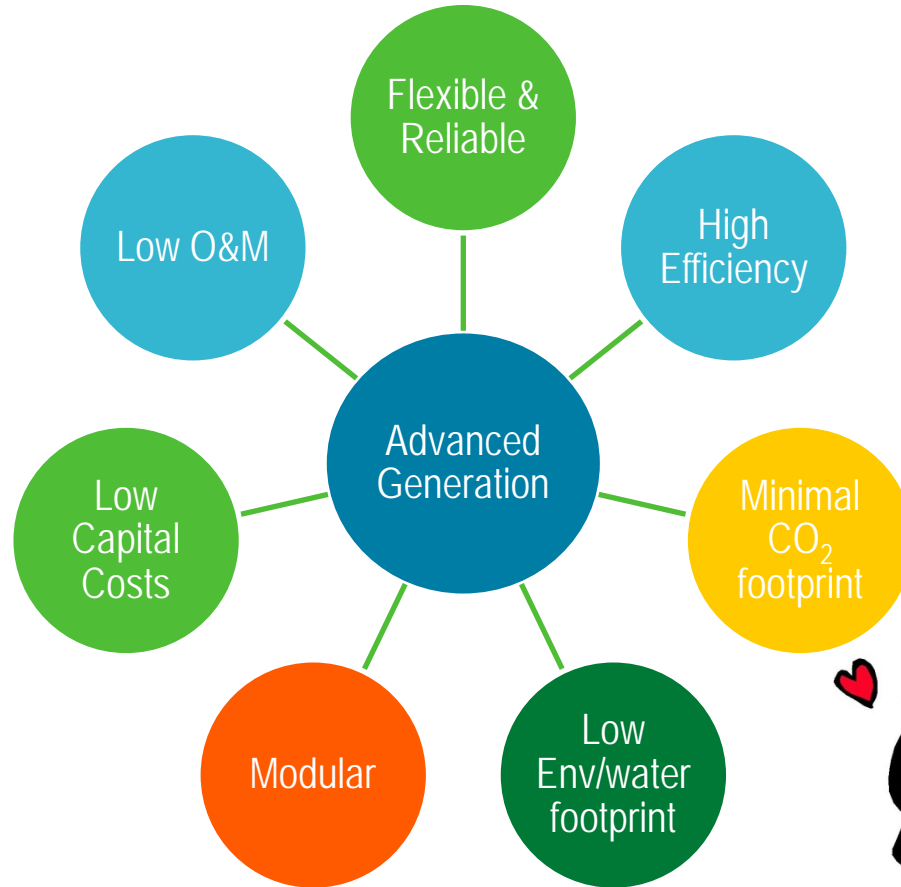 Flexible &
Reliable
High
Efficiency
Minimal
CO₂
footprint
Low
Env/water
footprint
Modular
Low
Capital
Costs
Low O&M
Advanced
Generation